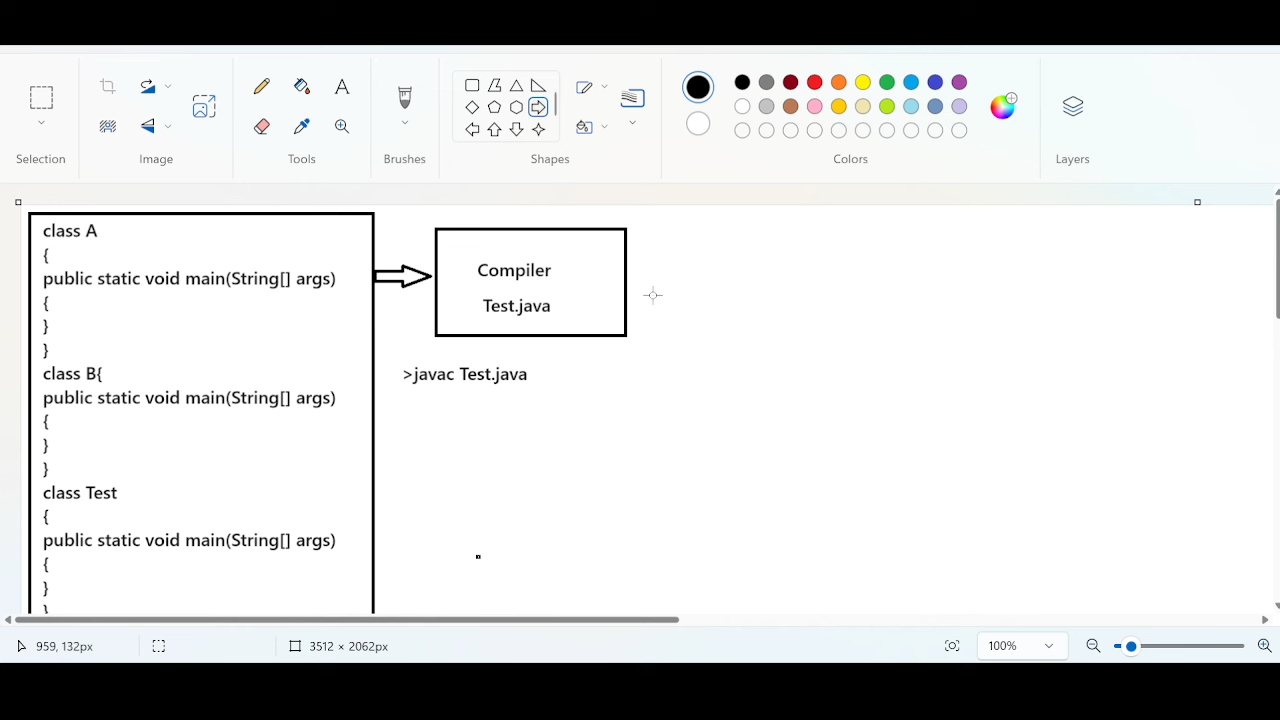 Selection
Image
Tools
Brushes
Shapes
Colors
Layers
class A
{
public static void main(String[] args)
{
}
}
class B{
public static void main(String[] args)
{
}
}
class Test
{
public static void main(String[] args)
{
}
}
Compiler
Test.java
>javac Test.java
959, 132px
3512 × 2062px
100%